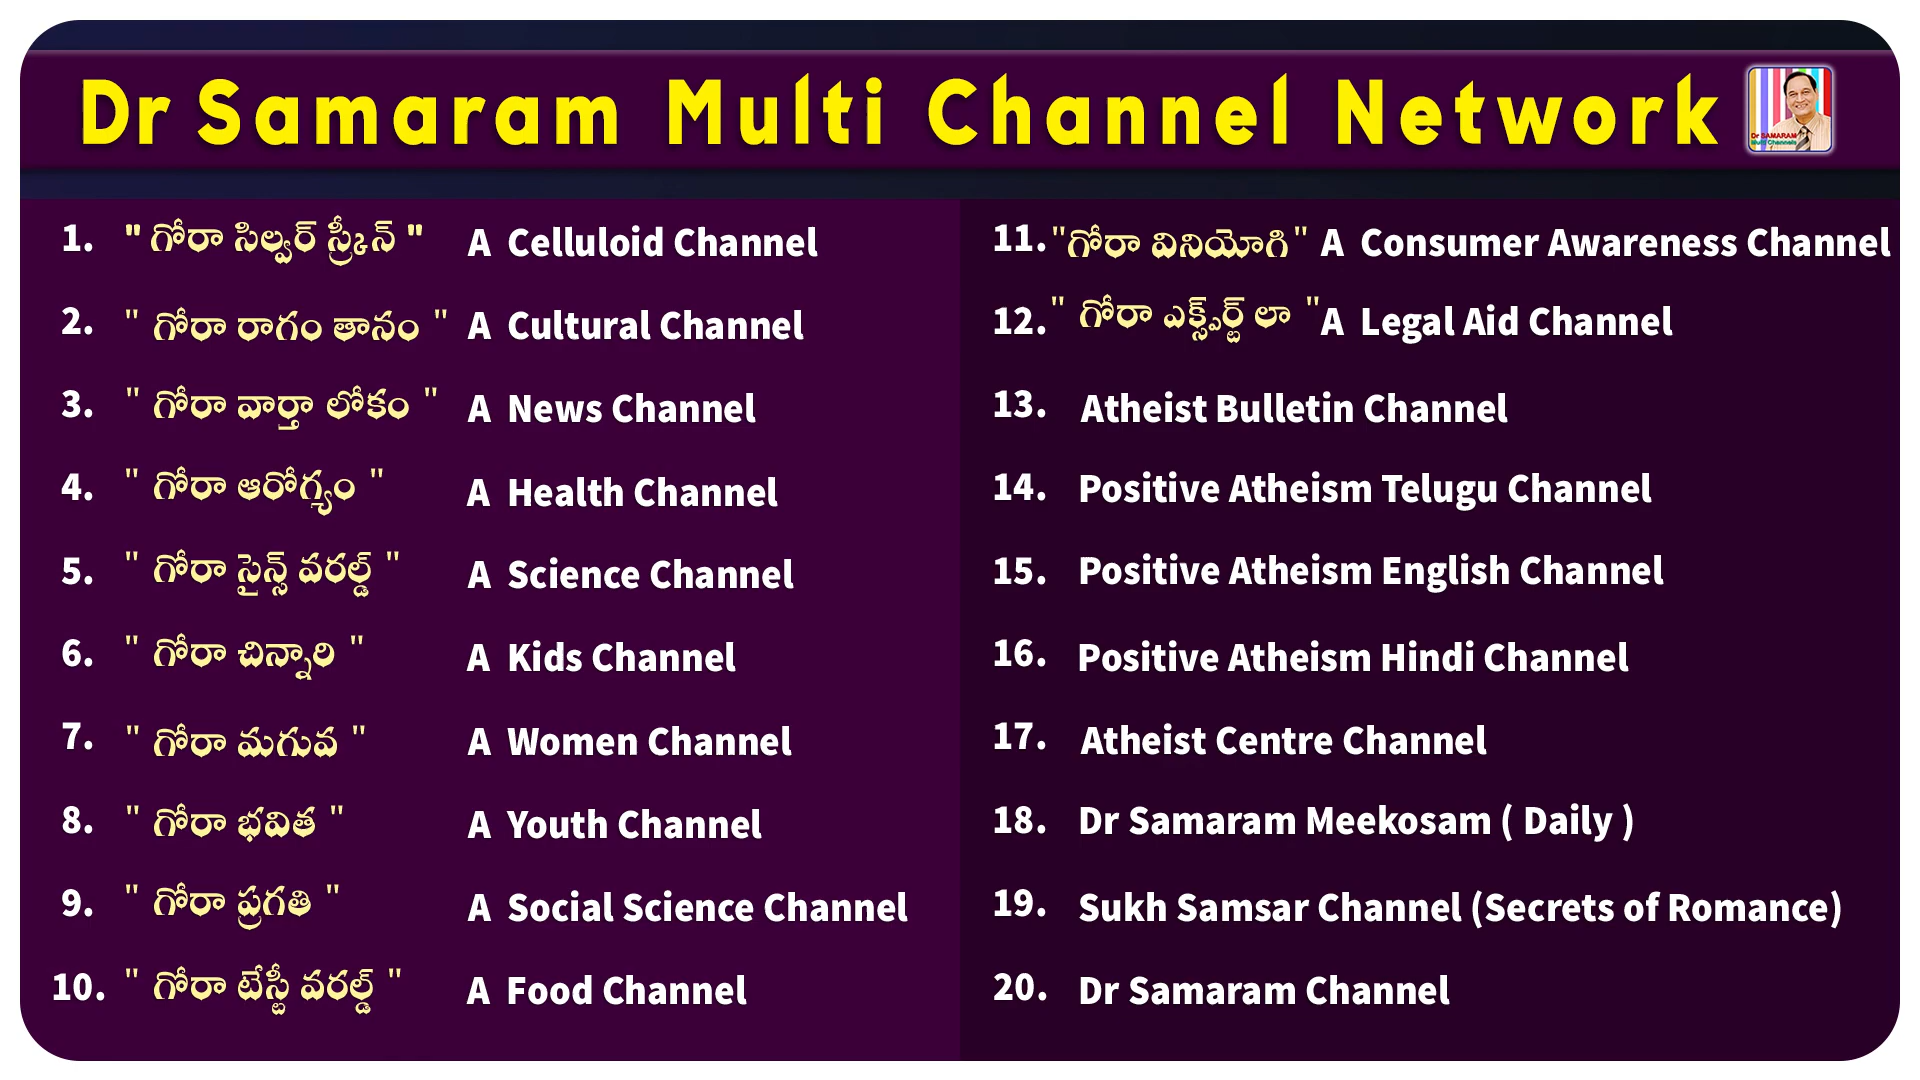 Dr Samaram Multi Channel Network
Dr SAMARAM
Multi Channels
1. " గోరా సిల్వర్ స్క్రీన్ " A Celluloid Channel
2. " గోరా రాగం తానం " A Cultural Channel
3. " గోరా వార్తా లోకం " A News Channel
4. " గోరా ఆరోగ్యం " A Health Channel
5. " గోరా సైన్స్ వరల్డ్ " A Science Channel
6. " గోరా చిన్నారి " A Kids Channel
7. " గోరా మగువ " A Women Channel
8. " గోరా భవిత " A Youth Channel
9. " గోరా ప్రగతి " A Social Science Channel
10. " గోరా టేస్టీ వరల్డ్ " A Food Channel
11. "గోరా వినియోగి" A Consumer Awareness Channel
12. " గోరా ఎక్స్పర్ట్ లా " A Legal Aid Channel
13. Atheist Bulletin Channel
14. Positive Atheism Telugu Channel
15. Positive Atheism English Channel
16. Positive Atheism Hindi Channel
17. Atheist Centre Channel
18. Dr Samaram Meekosam ( Daily )
19. Sukh Samsar Channel (Secrets of Romance)
20. Dr Samaram Channel